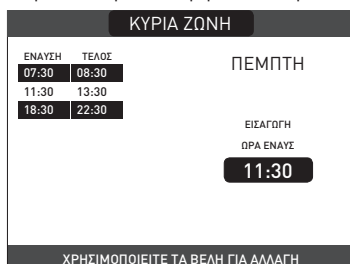 ΚΥΡΙΑ ΖΩΝΗ
ΕΝΑΥΣΗ ΤΕΛΟΣ
07:30 08:30
11:30 13:30
18:30 22:30
ΠΕΜΠΤΗ
ΕΙΣΑΓΩΓΗ
ΩΡΑ ΕΝΑΥΣ
11:30
ΧΡΗΣΙΜΟΠΟΙΕΙΤΕ ΤΑ ΒΕΛΗ ΓΙΑ ΑΛΛΑΓΗ